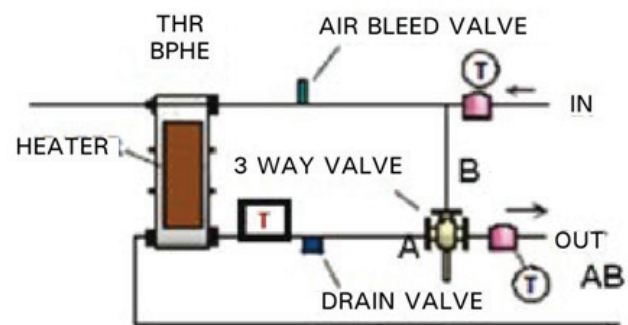 THR
BPHE
AIR BLEED VALVE
T
IN
HEATER
3 WAY VALVE
B
T
A
OUT
T
AB
DRAIN VALVE